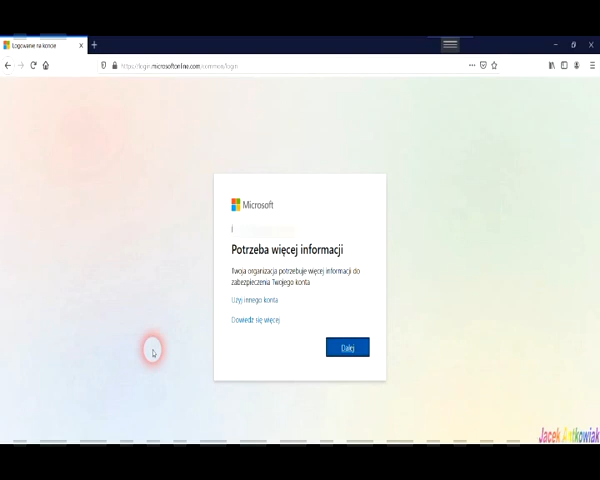 Logowanie na koncie
https://login.microsoftonline.com/common/login
Microsoft
Potrzeba więcej informacji
Twoja organizacja potrzebuje więcej informacji do
zabezpieczenia Twojego konta
Użyj innego konta
Dowiedz się więcej
Dalej
Jacek Antkowiak